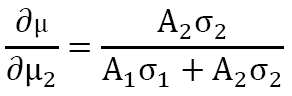 ∂μ/∂μ₂ = A₂σ₂/(A₁σ₁ + A₂σ₂)